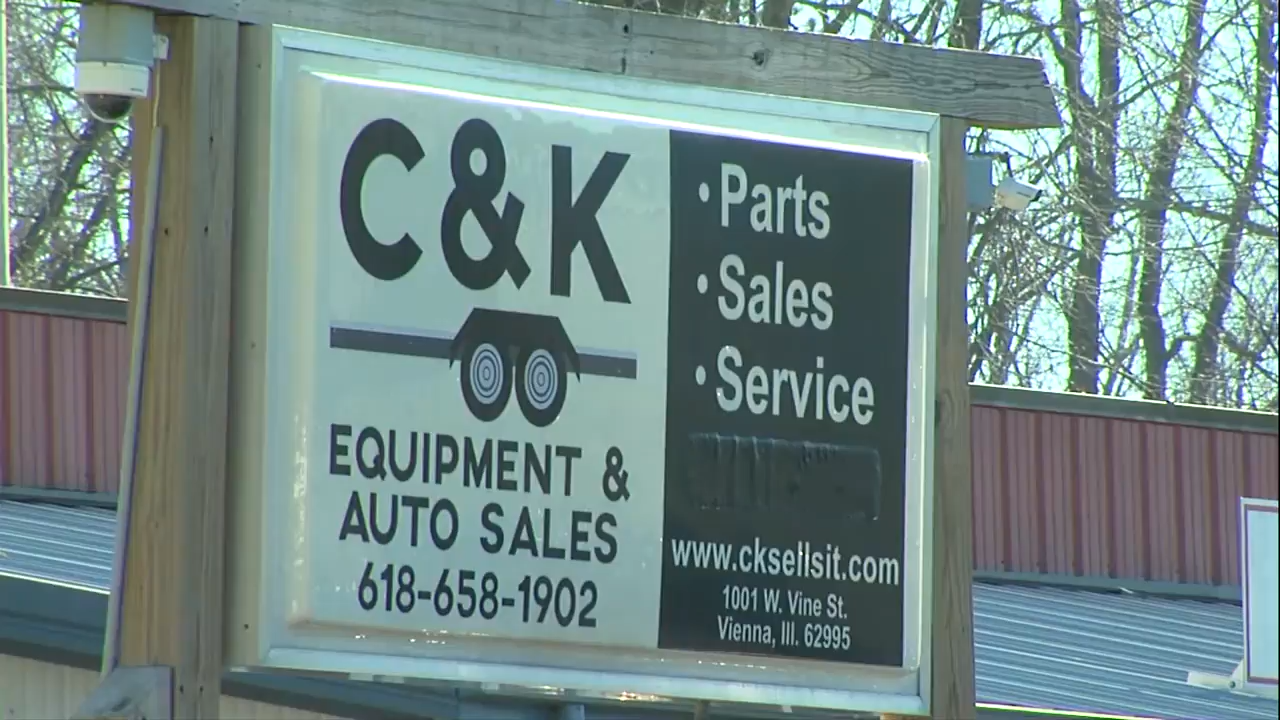 C&K
EQUIPMENT &
AUTO SALES
618-658-1902
• Parts
• Sales
• Service
www.cksellsit.com
1001 W. Vine St.
Vienna, Ill. 62995